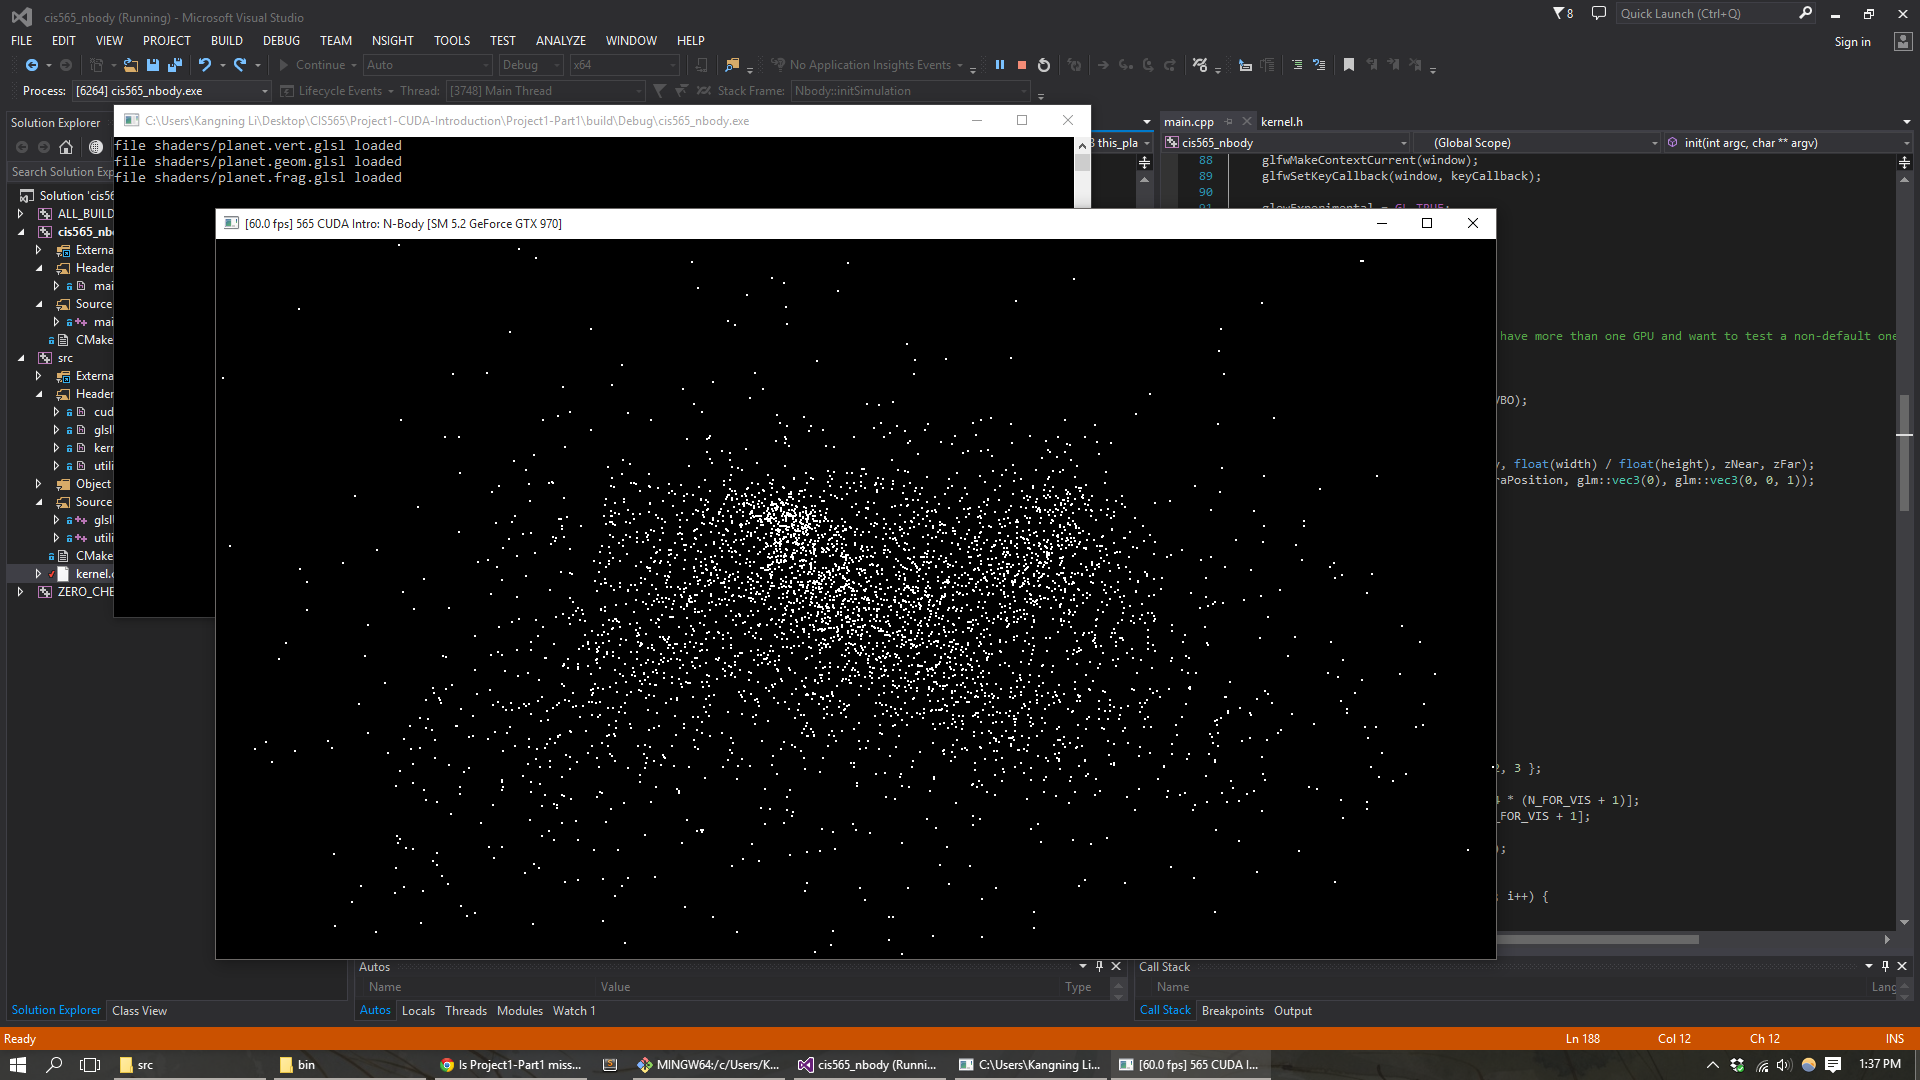 cis565_nbody (Running) - Microsoft Visual Studio
8
Quick Launch (Ctrl+Q)
FILE EDIT VIEW PROJECT BUILD DEBUG TEAM NSIGHT TOOLS TEST ANALYZE WINDOW HELP
Sign in
Continue Auto Debug x64 No Application Insights Events
Process: [6264] cis565_nbody.exe Lifecycle Events Thread: [3748] Main Thread Stack Frame: Nbody::initSimulation
Solution Explorer
Search Solution Exp
Solution 'cis56
ALL_BUILD
cis565_nbo
Externa
Header
mai
Source
mai
CMake
src
Externa
Header
cud
glslU
kern
utili
Object
Source
glslU
utili
CMake
kernel.c
ZERO_CHE
C:\Users\Kangning Li\Desktop\CIS565\Project1-CUDA-Introduction\Project1-Part1\build\Debug\cis565_nbody.exe
file shaders/planet.vert.glsl loaded
file shaders/planet.geom.glsl loaded
file shaders/planet.frag.glsl loaded
[60.0 fps] 565 CUDA Intro: N-Body [SM 5.2 GeForce GTX 970]
this_pla
main.cpp kernel.h
cis565_nbody (Global Scope) init(int argc, char ** argv)
88 glfwMakeContextCurrent(window);
89 glfwSetKeyCallback(window, keyCallback);
90
91 glewExperimental = GL_TRUE;
have more than one GPU and want to test a non-default one
VBO);
, float(width) / float(height), zNear, zFar);
raPosition, glm::vec3(0), glm::vec3(0, 0, 1));
2, 3 };
* (N_FOR_VIS + 1)];
_FOR_VIS + 1];
);
i++) {
Autos
Name Value Type
Autos Locals Threads Modules Watch 1
Call Stack
Name Lang
Call Stack Breakpoints Output
Solution Explorer Class View
Ready Ln 188 Col 12 Ch 12 INS
src bin Is Project1-Part1 miss... MINGW64:/c/Users/K... cis565_nbody (Runni... C:\Users\Kangning Li... [60.0 fps] 565 CUDA I... 1:37 PM